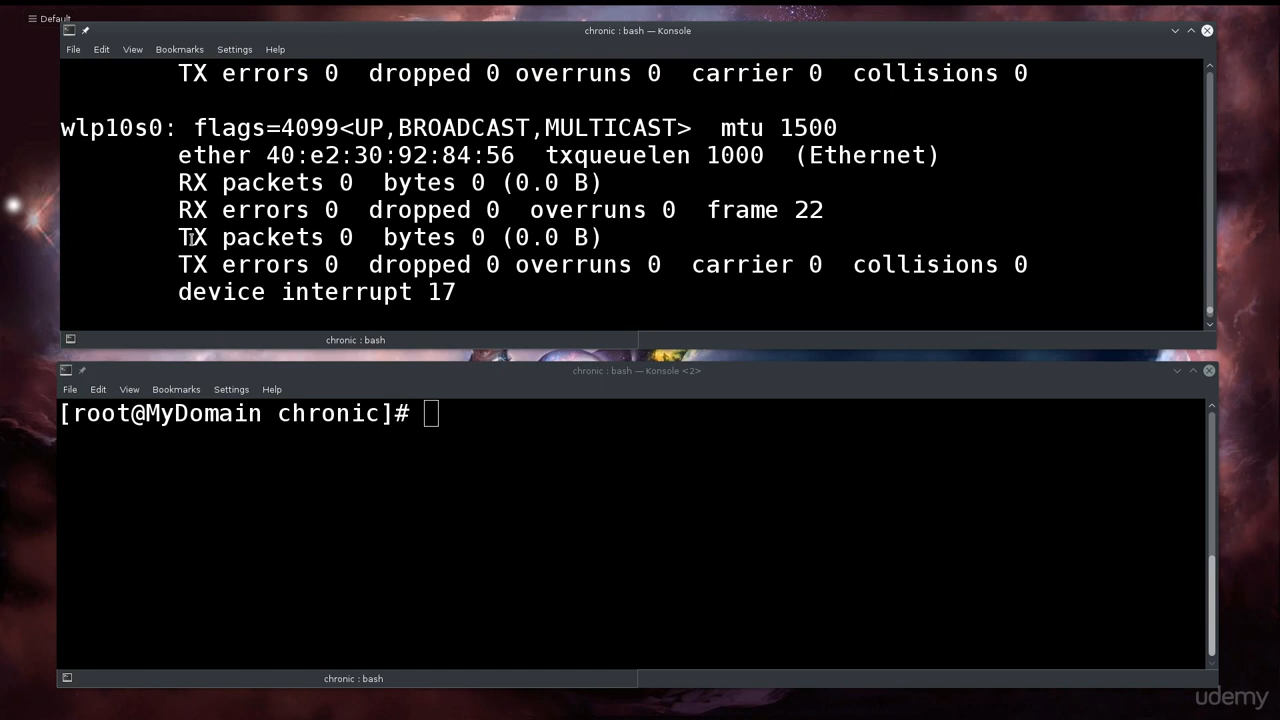 Default
chronic : bash — Konsole
File Edit View Bookmarks Settings Help
TX errors 0  dropped 0 overruns 0  carrier 0  collisions 0
wlp10s0: flags=4099<UP,BROADCAST,MULTICAST>  mtu 1500
ether 40:e2:30:92:84:56  txqueuelen 1000  (Ethernet)
RX packets 0  bytes 0 (0.0 B)
RX errors 0  dropped 0  overruns 0  frame 22
TX packets 0  bytes 0 (0.0 B)
TX errors 0  dropped 0 overruns 0  carrier 0  collisions 0
device interrupt 17
chronic : bash
chronic : bash — Konsole <2>
File Edit View Bookmarks Settings Help
[root@MyDomain chronic]#
chronic : bash
udemy